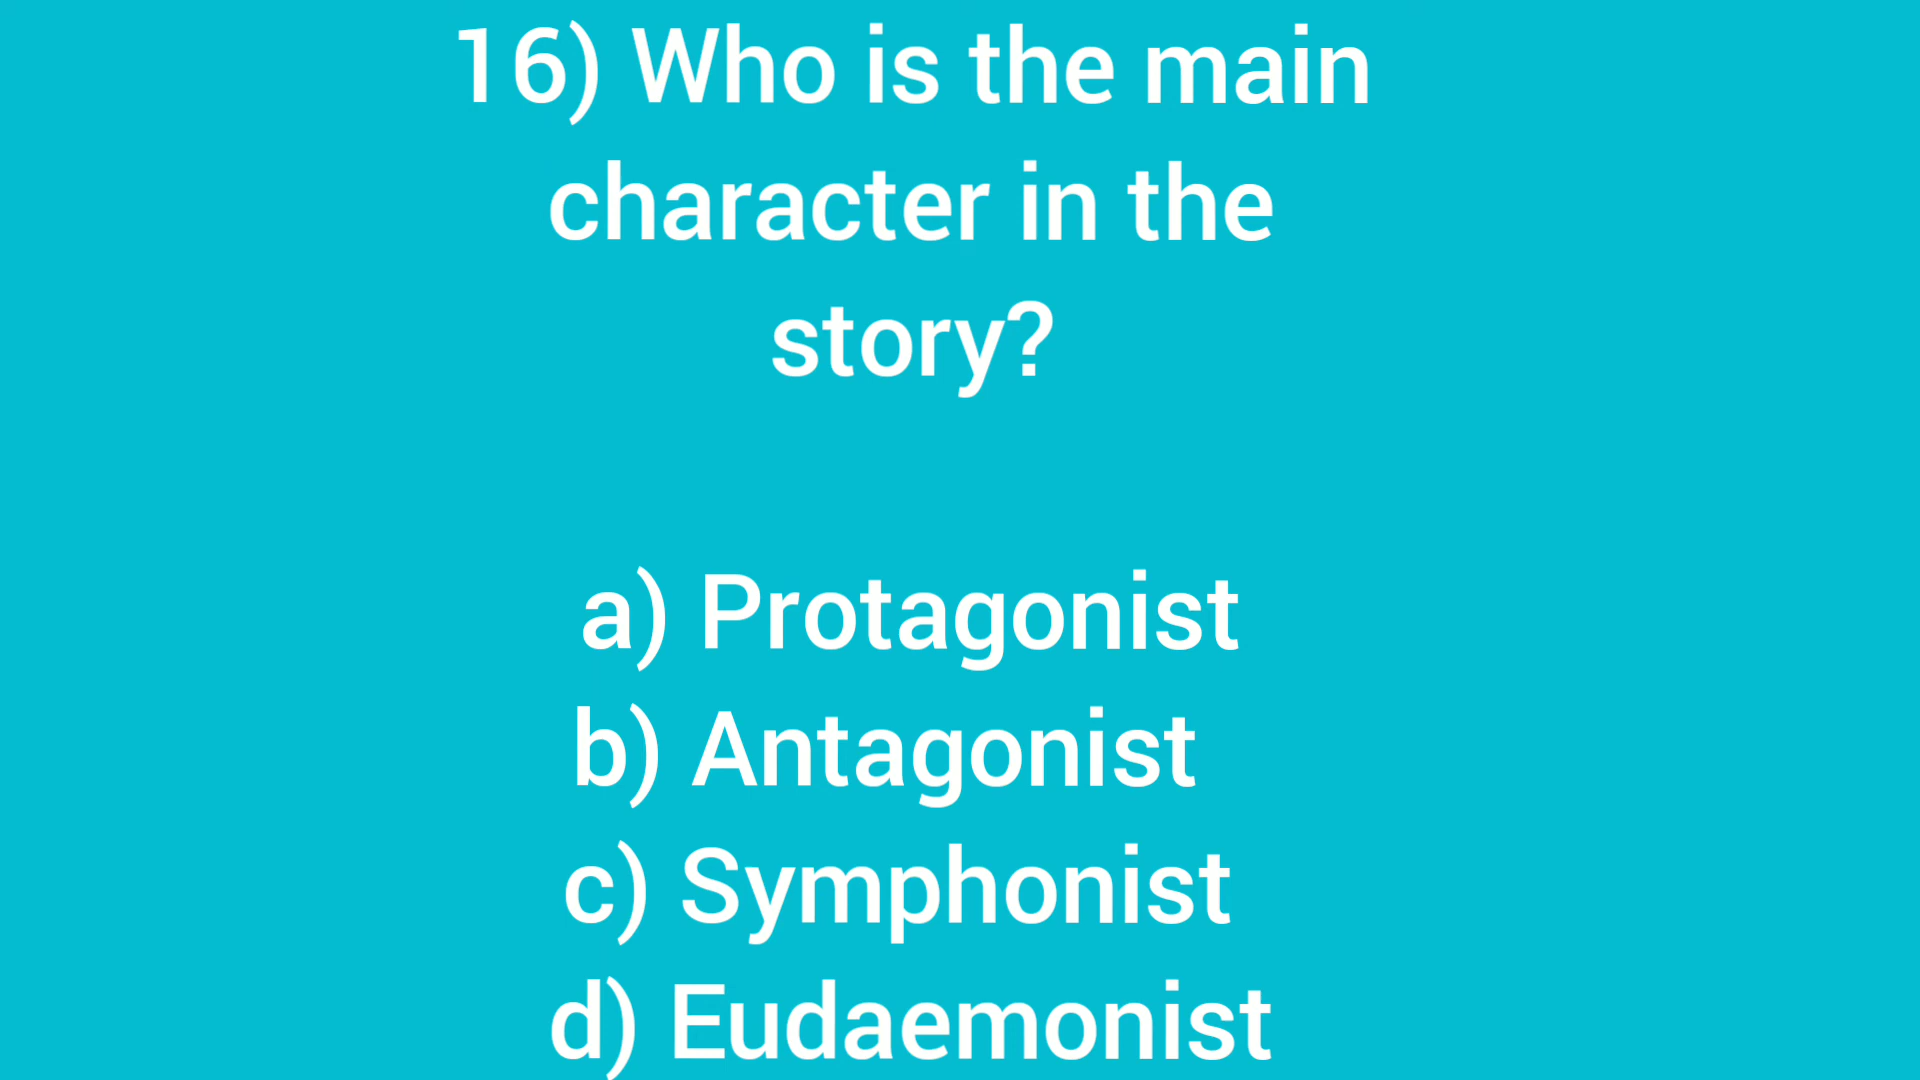 16) Who is the main
character in the
story?
a) Protagonist
b) Antagonist
c) Symphonist
d) Eudaemonist